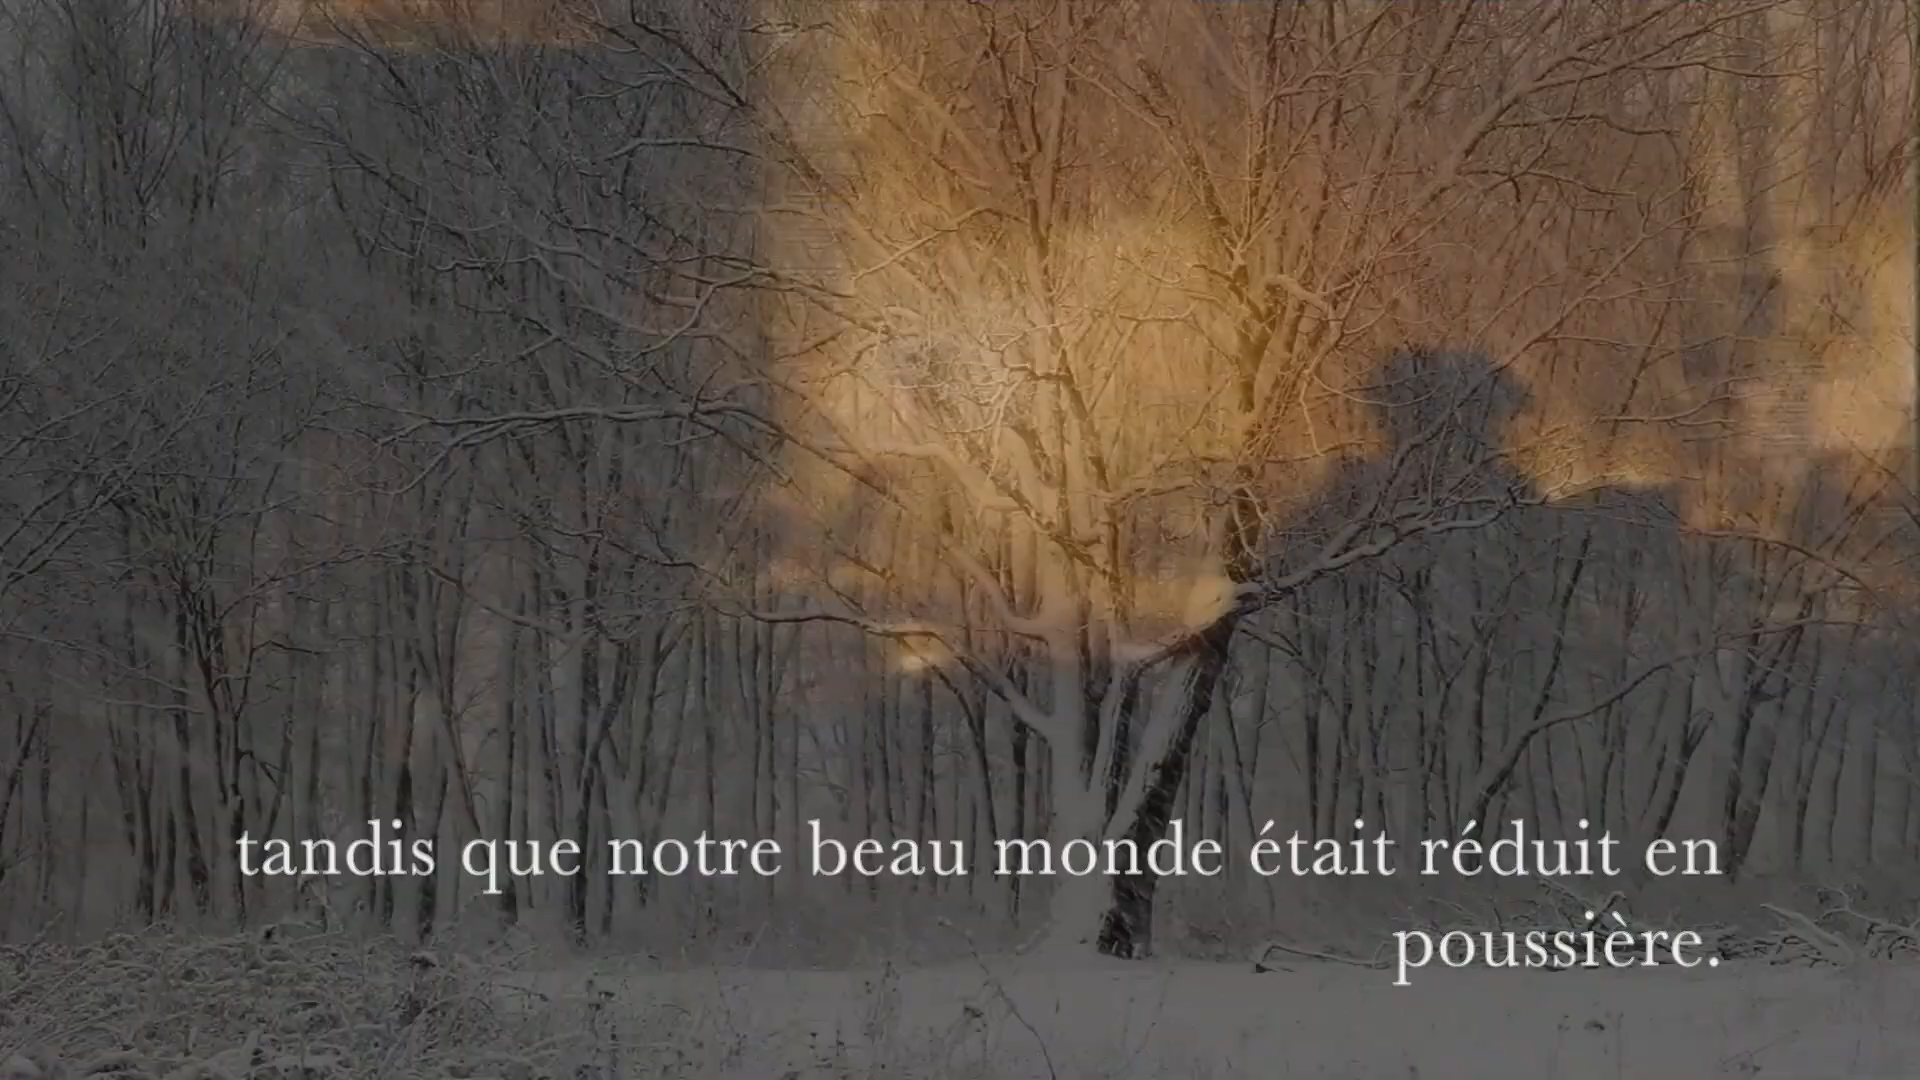 tandis que notre beau monde était réduit en
poussière.